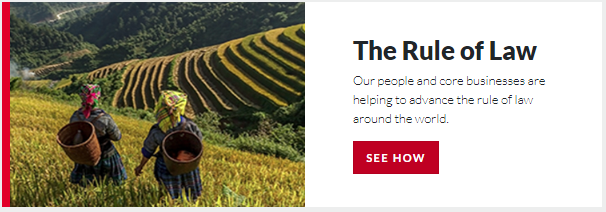 The Rule of Law
Our people and core businesses are
helping to advance the rule of law
around the world.
SEE HOW